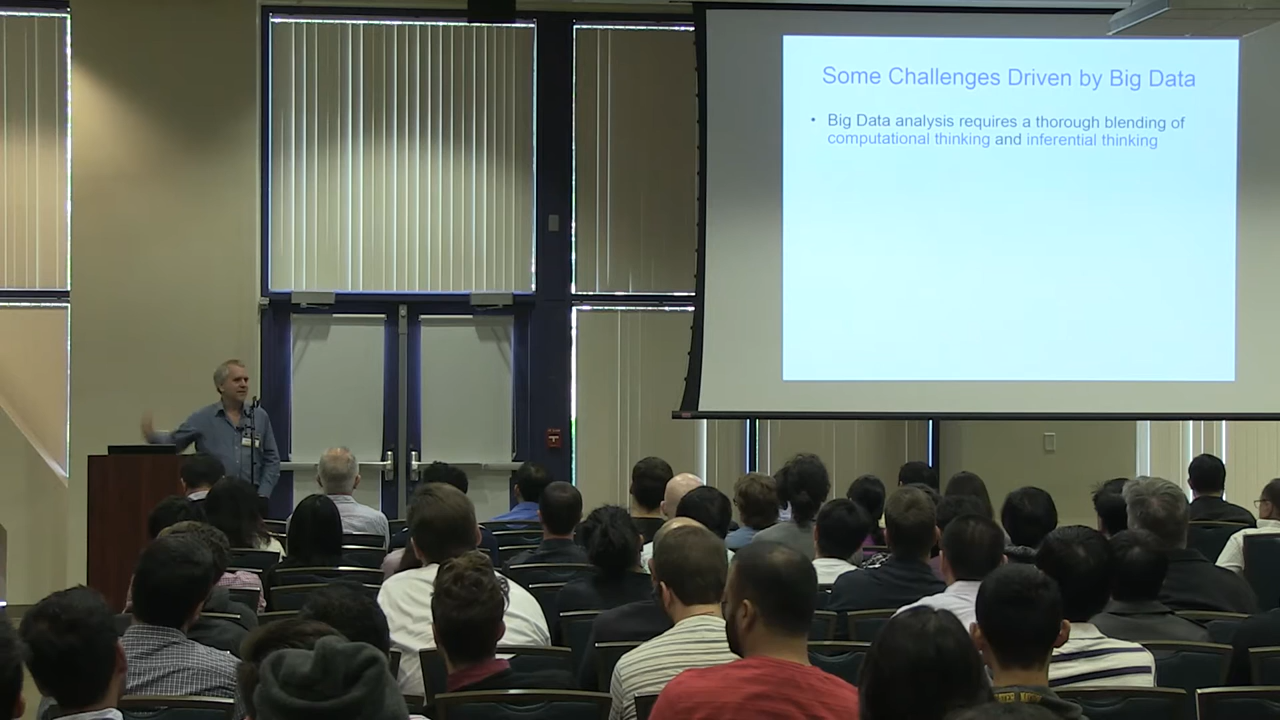 Some Challenges Driven by Big Data
• Big Data analysis requires a thorough blending of
computational thinking and inferential thinking